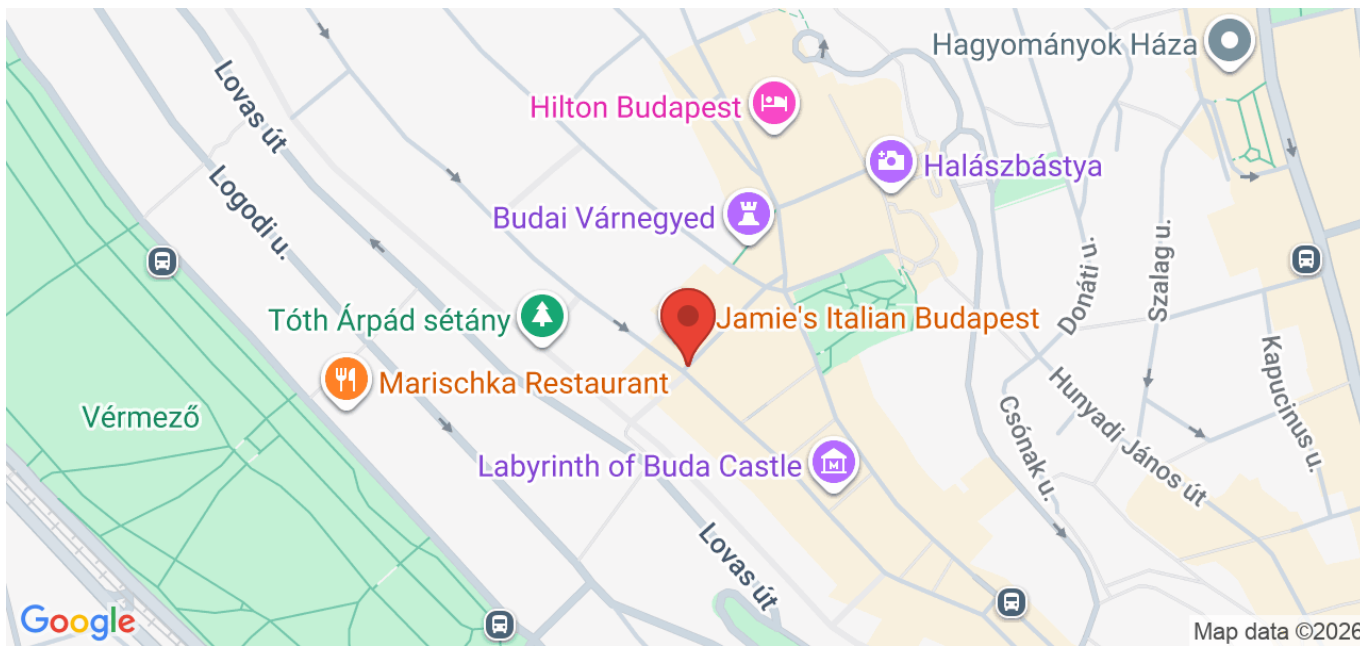 Hagyományok Háza
Hilton Budapest
Lovas út
Halászbástya
Logodi u.
Budai Várnegyed
Donáti u.
Szalag u.
Tóth Árpád sétány
Jamie's Italian Budapest
Marischka Restaurant
Vérmező
Kapucinus u.
Hunyadi János út
Csónak u.
Labyrinth of Buda Castle
M
Lovas út
Google
Map data ©2026